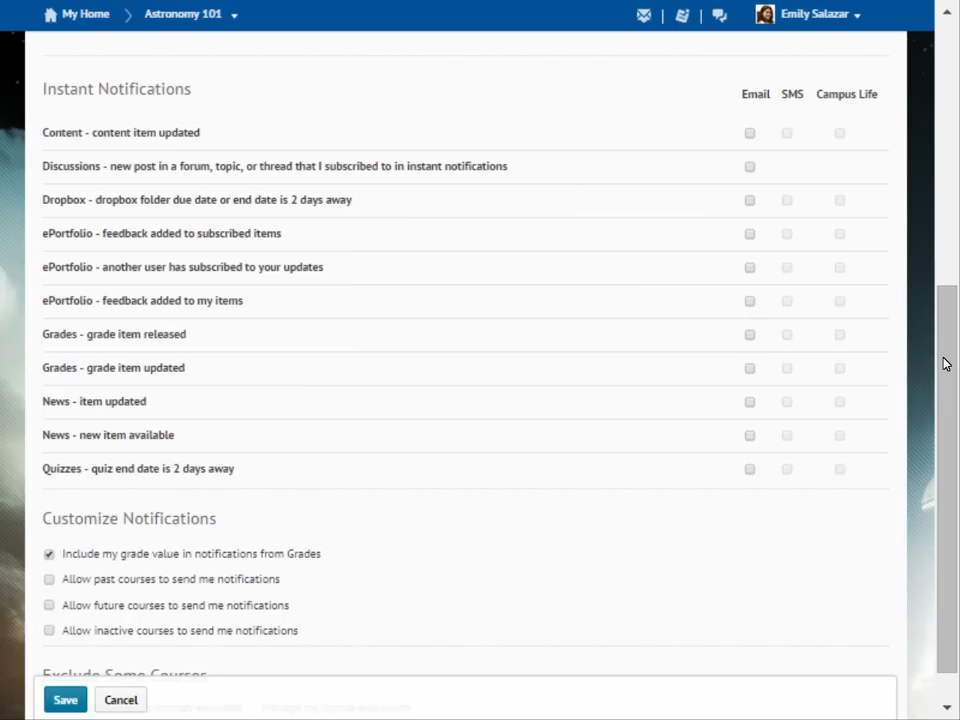 My Home Astronomy 101 Emily Salazar
Instant Notifications
Email SMS Campus Life
Content - content item updated
Discussions - new post in a forum, topic, or thread that I subscribed to in instant notifications
Dropbox - dropbox folder due date or end date is 2 days away
ePortfolio - feedback added to subscribed items
ePortfolio - another user has subscribed to your updates
ePortfolio - feedback added to my items
Grades - grade item released
Grades - grade item updated
News - item updated
News - new item available
Quizzes - quiz end date is 2 days away
Customize Notifications
Include my grade value in notifications from Grades
Allow past courses to send me notifications
Allow future courses to send me notifications
Allow inactive courses to send me notifications
Exclude Some Courses
Save Cancel